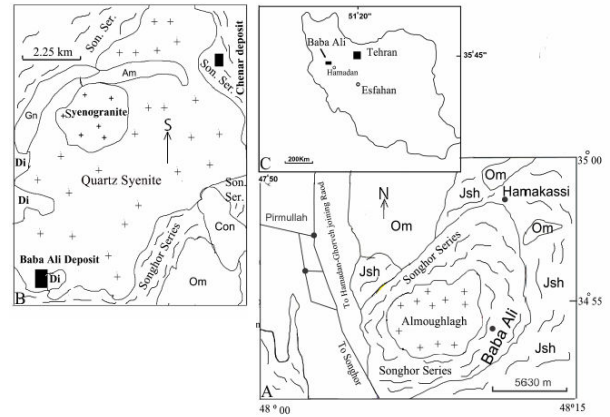 2.25 km
Son. Ser.
Chenar deposit
Son. Ser.
Am
Gn
Syenogranite
S
Di
Quartz Syenite
Di
Son.
Ser.
Con
Songhor Series
Baba Ali Deposit
Di
Om
B
C
51°20"
Baba Ali
Tehran
35°45"
Hamadan
Esfahan
200Km
47°50
35°00
N
Om
Jsh
Hamakassi
Pirmullah
To Hamadan-Ghorveh joining Raod
Om
Om
Songhor Series
Jsh
Jsh
34°55
Almoughlagh
Baba Ali
To Songhor
Jsh
Songhor Series
5630 m
A
48°00
48°15